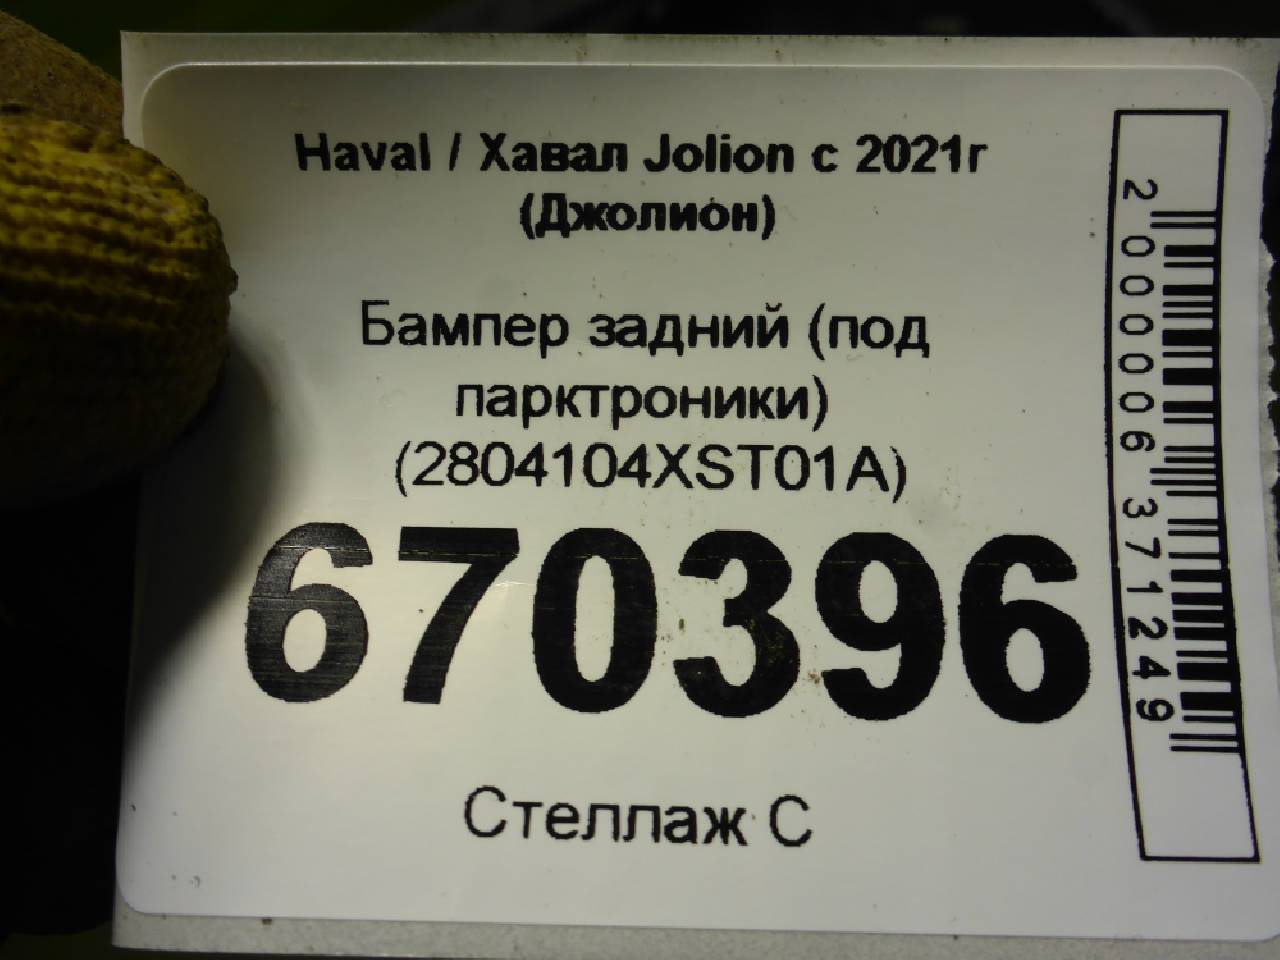 Haval / Хавал Jolion с 2021г
(Джолион)
Бампер задний (под
парктроники)
(2804104XST01A)
670396
Стеллаж С
2000006371249